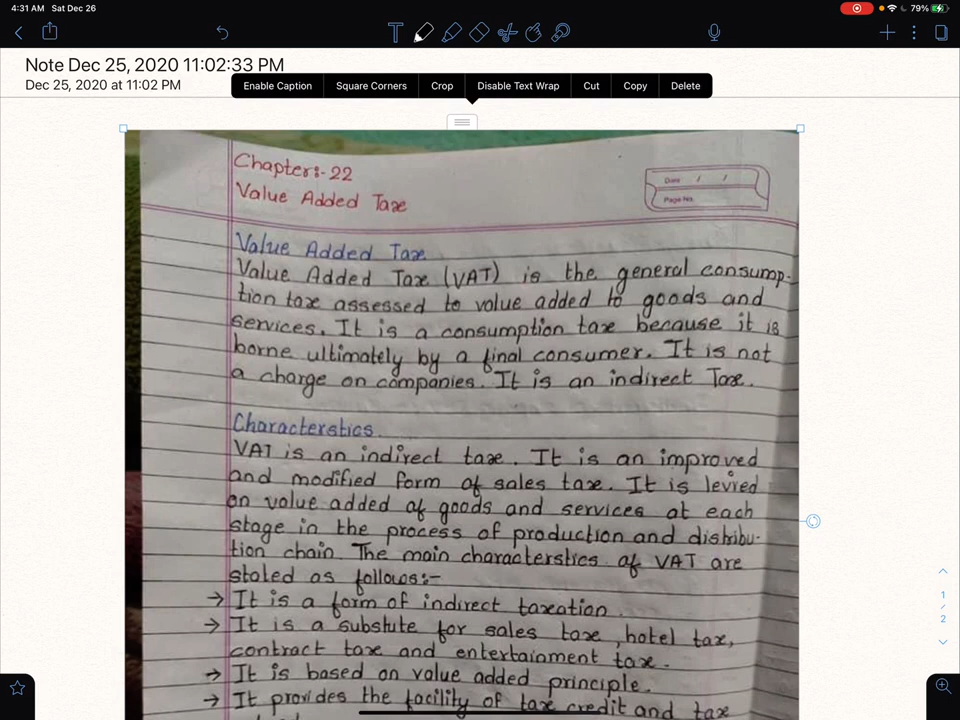 4:31 AM Sat Dec 26
79%
Note Dec 25, 2020 11:02:33 PM
Dec 25, 2020 at 11:02 PM
Enable Caption Square Corners Crop Disable Text Wrap Cut Copy Delete
Chapter:- 22
Value Added Tax
Date / /
Page No.
Value Added Tax
Value Added Tax (VAT) is the general consump-
tion tax assessed to value added to goods and
services. It is a consumption tax because it is
borne ultimately by a final consumer. It is not
a charge on companies. It is an indirect Tax.
Characterstics
VAT is an indirect tax. It is an improved
and modified form of sales tax. It is levied
on value added of goods and services at each
stage in the process of production and distribu-
tion chain. The main characterstics of VAT are
stated as follows:-
→ It is a form of indirect taxation
→ It is a substute for sales tax, hotel tax,
contract tax and entertainment tax.
→ It is based on value added principle.
→ It provides the facility of tax credit and tax
1
/
2